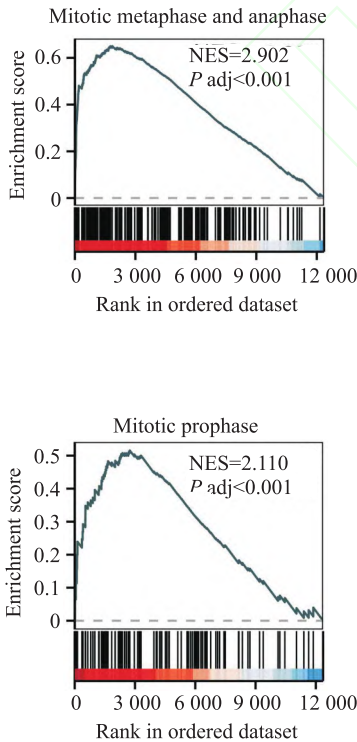 Mitotic metaphase and anaphase
NES=2.902
P adj<0.001
Enrichment score
0.6
0.4
0.2
0
0 3 000 6 000 9 000 12 000
Rank in ordered dataset
Mitotic prophase
NES=2.110
P adj<0.001
Enrichment score
0.5
0.4
0.3
0.2
0.1
0
0 3 000 6 000 9 000 12 000
Rank in ordered dataset